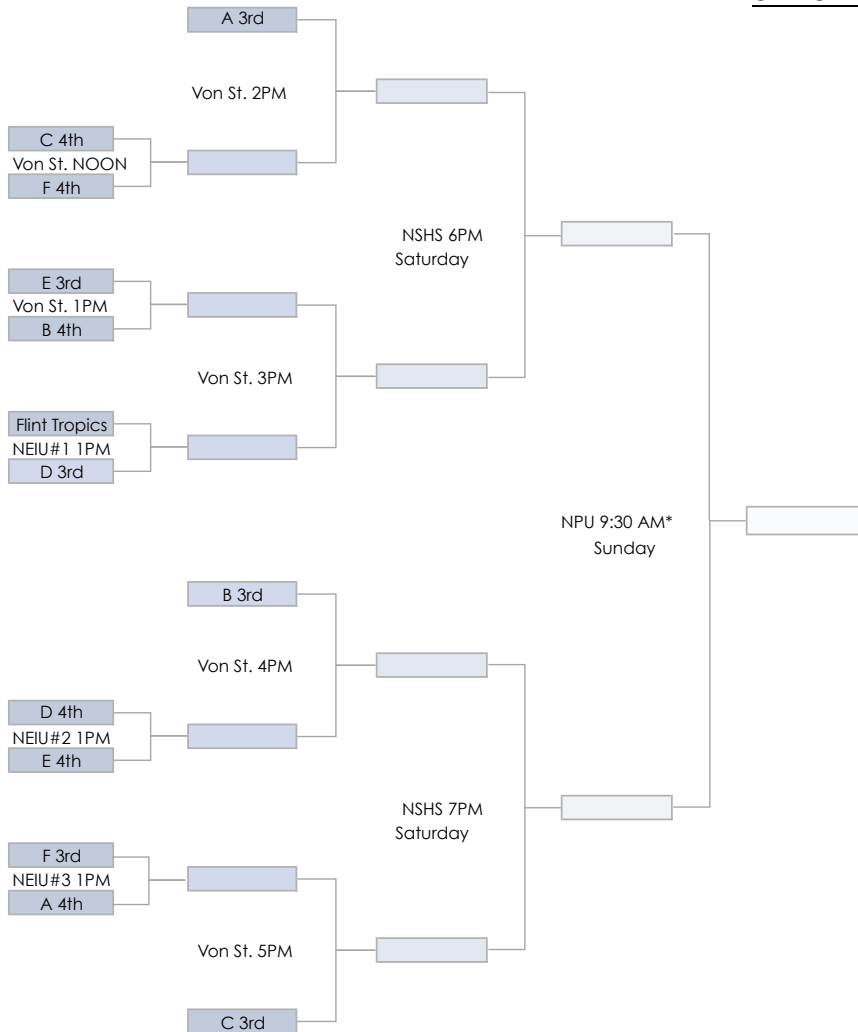 A 3rd
Von St. 2PM
C 4th
Von St. NOON
F 4th
NSHS 6PM
Saturday
E 3rd
Von St. 1PM
B 4th
Von St. 3PM
Flint Tropics
NEIU#1 1PM
D 3rd
NPU 9:30 AM*
Sunday
B 3rd
Von St. 4PM
D 4th
NEIU#2 1PM
E 4th
NSHS 7PM
Saturday
F 3rd
NEIU#3 1PM
A 4th
Von St. 5PM
C 3rd